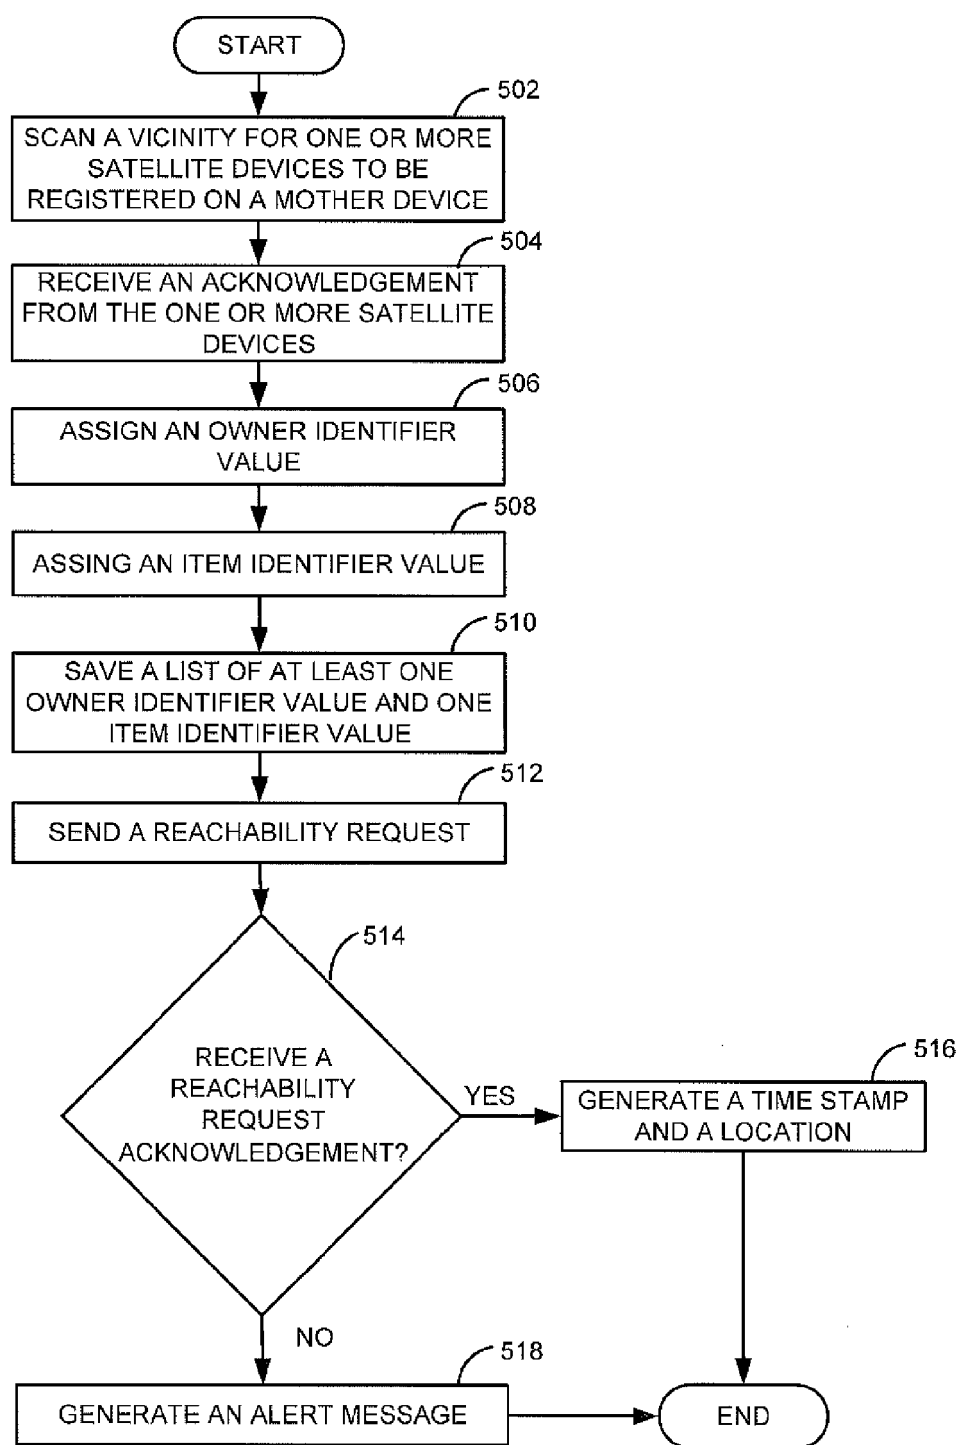 START
502
SCAN A VICINITY FOR ONE OR MORE
SATELLITE DEVICES TO BE
REGISTERED ON A MOTHER DEVICE
504
RECEIVE AN ACKNOWLEDGEMENT
FROM THE ONE OR MORE SATELLITE
DEVICES
506
ASSIGN AN OWNER IDENTIFIER
VALUE
508
ASSING AN ITEM IDENTIFIER VALUE
510
SAVE A LIST OF AT LEAST ONE
OWNER IDENTIFIER VALUE AND ONE
ITEM IDENTIFIER VALUE
512
SEND A REACHABILITY REQUEST
514
RECEIVE A
REACHABILITY
REQUEST
ACKNOWLEDGEMENT?
YES
516
GENERATE A TIME STAMP
AND A LOCATION
NO
518
GENERATE AN ALERT MESSAGE
END